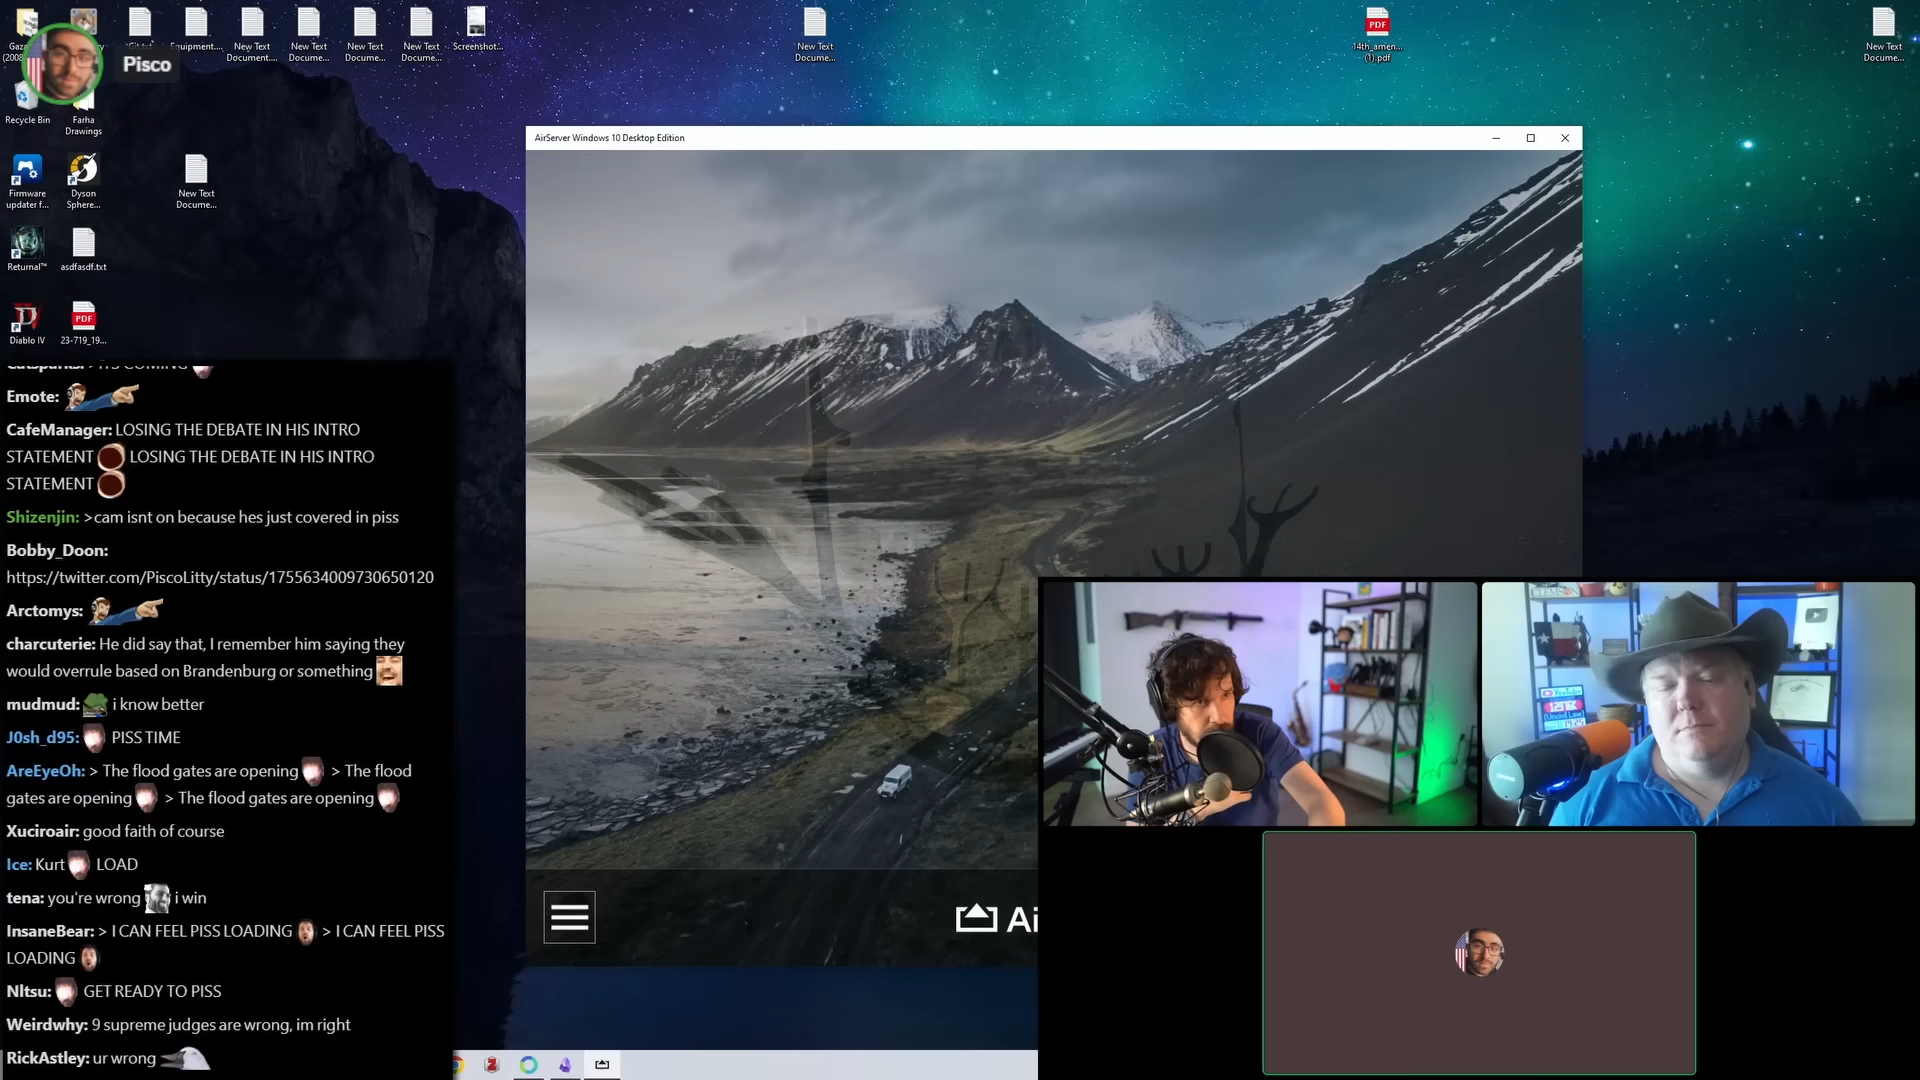 Pisco
Equipment....
New Text
Document....
New Text
Docume...
New Text
Docume...
New Text
Docume...
Screenshot...
New Text
Docume...
14th_amen...
(1).pdf
New Text
Docume...
Recycle Bin
Farha
Drawings
Firmware
updater f...
Dyson
Sphere...
New Text
Docume...
Returnal™
asdfasdf.txt
PDF
PDF
Diablo IV
23-719_19...
AirServer Windows 10 Desktop Edition
Emote:
CafeManager: LOSING THE DEBATE IN HIS INTRO
STATEMENT LOSING THE DEBATE IN HIS INTRO
STATEMENT
Shizenjin: >cam isnt on because hes just covered in piss
Bobby_Doon:
https://twitter.com/PiscoLitty/status/1755634009730650120
Arctomys:
charcuterie: He did say that, I remember him saying they
would overrule based on Brandenburg or something
mudmud: i know better
J0sh_d95: PISS TIME
AreEyeOh: > The flood gates are opening > The flood
gates are opening > The flood gates are opening
Xuciroair: good faith of course
Ice: Kurt LOAD
tena: you're wrong i win
InsaneBear: > I CAN FEEL PISS LOADING > I CAN FEEL PISS
LOADING
Nltsu: GET READY TO PISS
Weirdwhy: 9 supreme judges are wrong, im right
RickAstley: ur wrong
Ai
YouTube